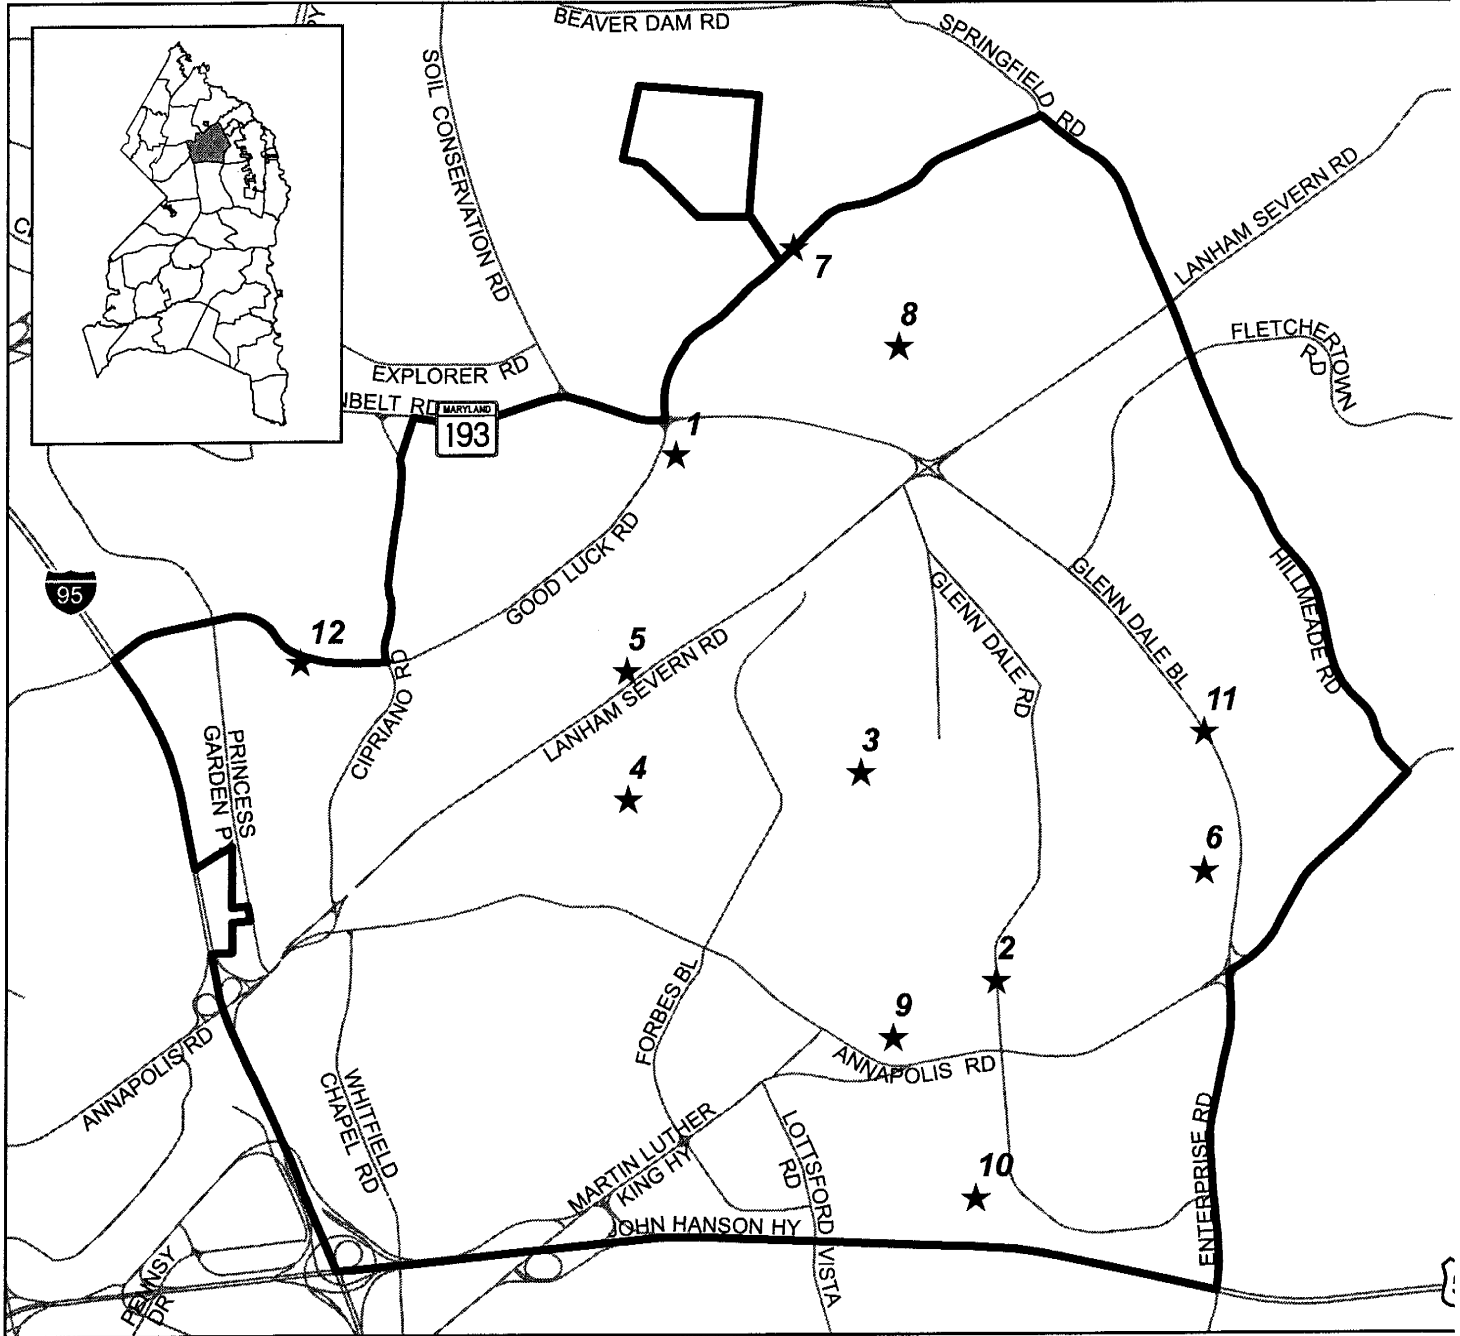 BEAVER DAM RD
SPRINGFIELD RD
SOIL CONSERVATION RD
LANHAM SEVERN RD
7
8
FLETCHERTOWN
RD
EXPLORER RD
MARYLAND
193
1
GOOD LUCK RD
95
GLENN DALE RD
GLENN DALE BL
HILLMEADE RD
12
5
LANHAM SEVERN RD
CIPRIANO RD
11
PRINCESS
GARDEN P
3
4
6
2
9
FORBES BL
ANNAPOLIS RD
ANNAPOLIS RD
WHITFIELD
CHAPEL RD
MARTIN LUTHER
KING HY
LOTTSFORD VISTA
RD
ENTERPRISE RD
10
JOHN HANSON HY
PENNSY
DR